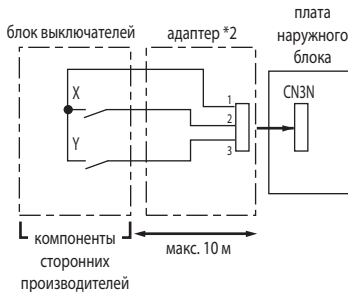 блок выключателей
адаптер *2
плата
наружного
блока
X
Y
1
2
3
CN3N
компоненты
сторонних
производителей
макс. 10 м